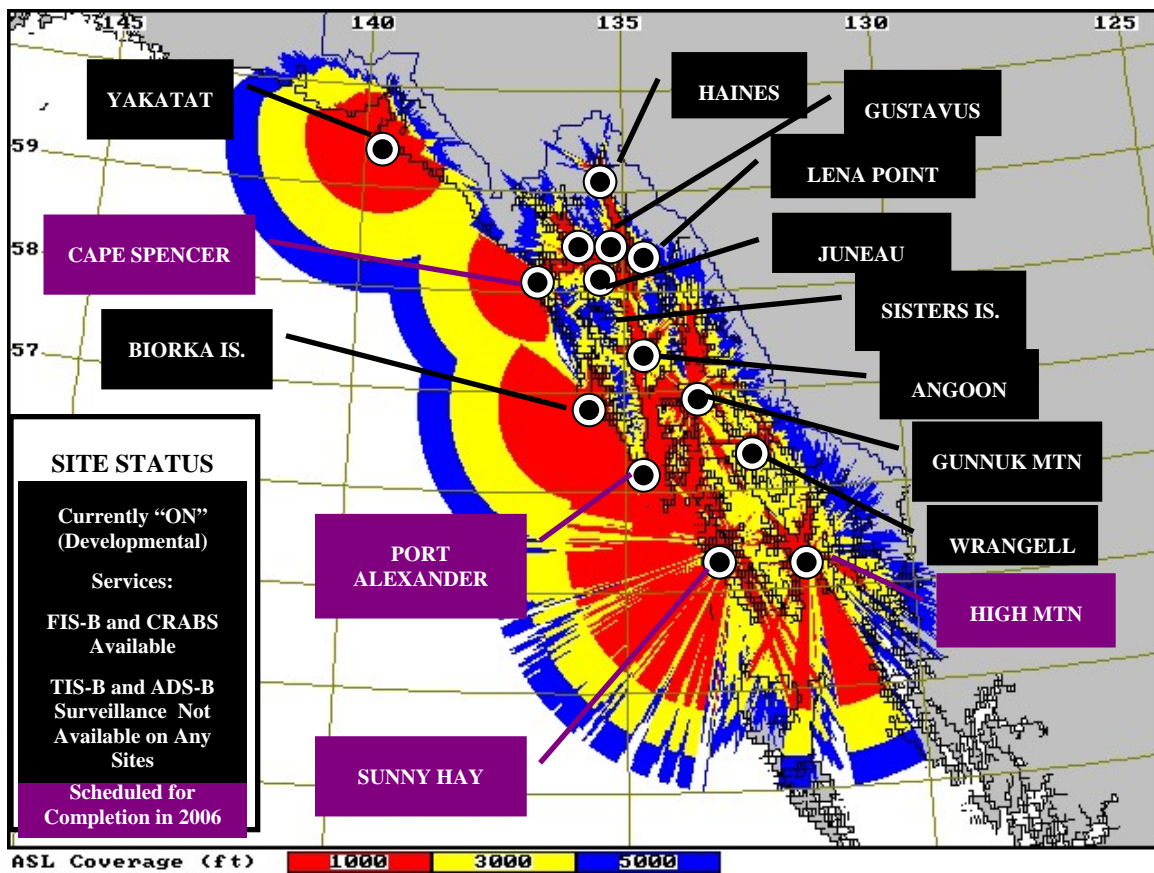 145 140 135 130 125
HAINES
YAKATAT
GUSTAVUS
59
LENA POINT
58
CAPE SPENCER
JUNEAU
SISTERS IS.
57
BIORKA IS.
ANGOON
SITE STATUS
GUNNUK MTN
Currently “ON”
(Developmental)
Services:
FIS-B and CRABS
Available
TIS-B and ADS-B
Surveillance Not
Available on Any
Sites
Scheduled for
Completion in 2006
WRANGELL
PORT
ALEXANDER
HIGH MTN
SUNNY HAY
ASL Coverage (ft) 1000 3000 5000